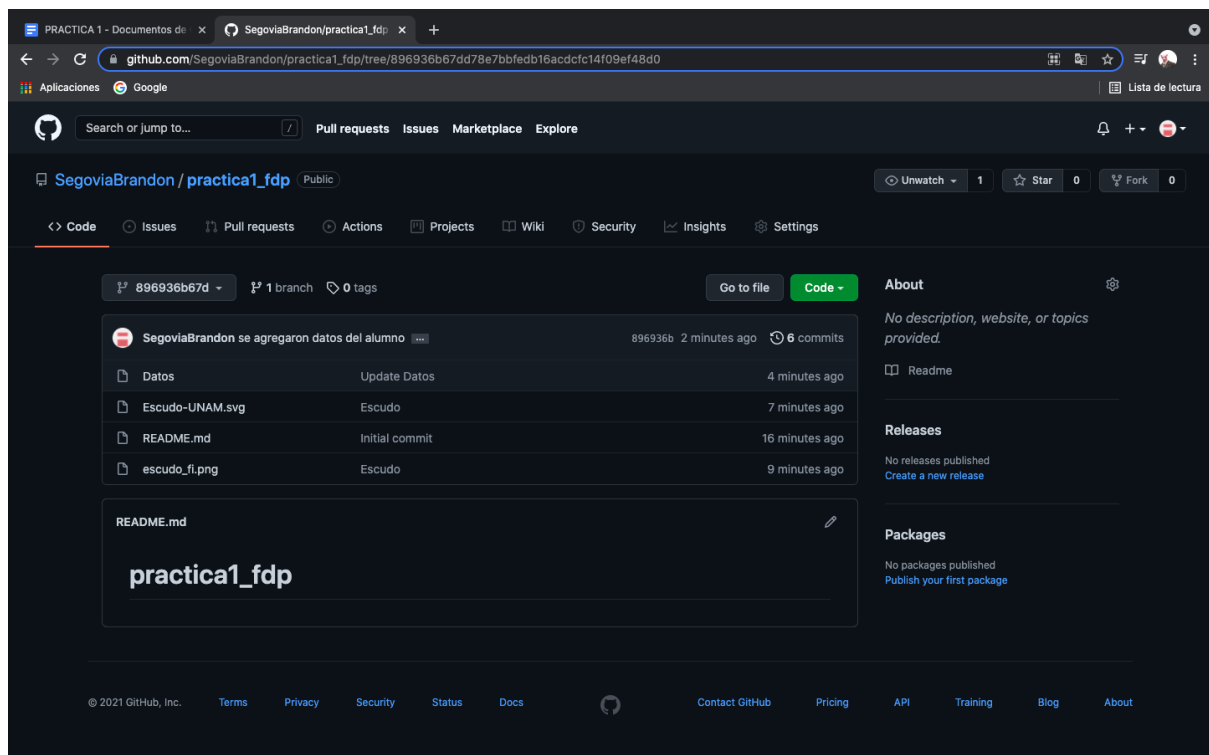 PRACTICA 1 - Documentos de
SegoviaBrandon/practica1_fdp
github.com/SegoviaBrandon/practica1_fdp/tree/896936b67dd78e7bbfedb16acdcfc14f09ef48d0
Aplicaciones Google Lista de lectura
Search or jump to... / Pull requests Issues Marketplace Explore
SegoviaBrandon / practica1_fdp Public
Unwatch 1 Star 0 Fork 0
Code Issues Pull requests Actions Projects Wiki Security Insights Settings
896936b67d 1 branch 0 tags Go to file Code
SegoviaBrandon se agregaron datos del alumno ... 896936b 2 minutes ago 6 commits
Datos Update Datos 4 minutes ago
Escudo-UNAM.svg Escudo 7 minutes ago
README.md Initial commit 16 minutes ago
escudo_fi.png Escudo 9 minutes ago
README.md
practica1_fdp
About
No description, website, or topics
provided.
Readme
Releases
No releases published
Create a new release
Packages
No packages published
Publish your first package
© 2021 GitHub, Inc. Terms Privacy Security Status Docs Contact GitHub Pricing API Training Blog About